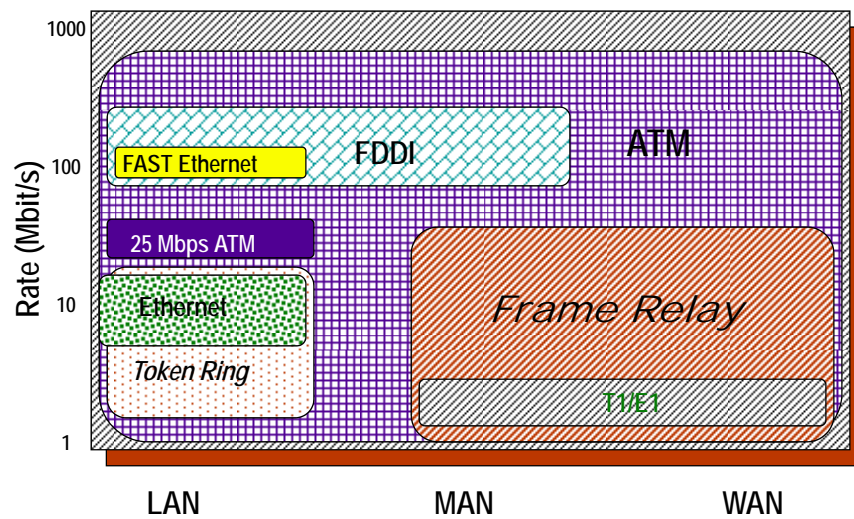 1000
FAST Ethernet
FDDI
ATM
100
Rate (Mbit/s)
25 Mbps ATM
Ethernet
10
Frame Relay
Token Ring
T1/E1
1
LAN
MAN
WAN